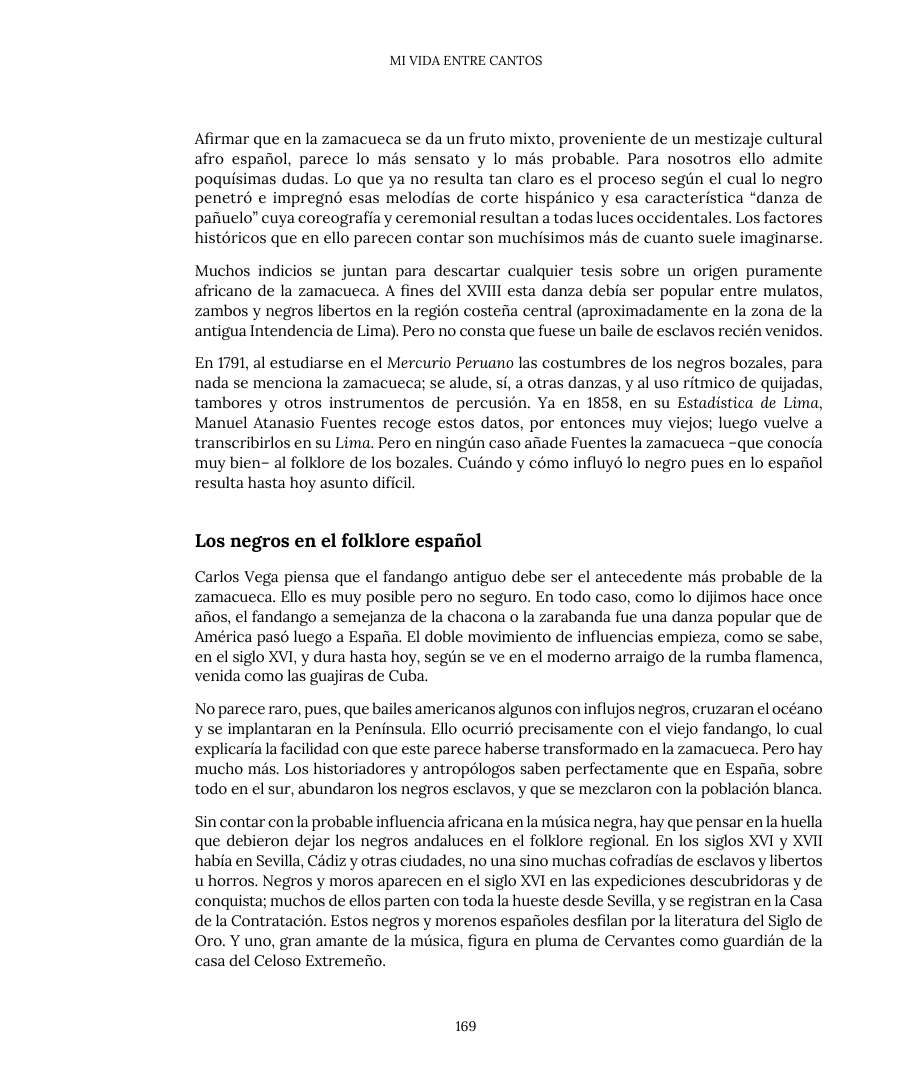 MI VIDA ENTRE CANTOS
Afirmar que en la zamacueca se da un fruto mixto, proveniente de un mestizaje cultural
afro español, parece lo más sensato y lo más probable. Para nosotros ello admite
poquísimas dudas. Lo que ya no resulta tan claro es el proceso según el cual lo negro
penetró e impregnó esas melodías de corte hispánico y esa característica “danza de
pañuelo” cuya coreografía y ceremonial resultan a todas luces occidentales. Los factores
históricos que en ello parecen contar son muchísimos más de cuanto suele imaginarse.
Muchos indicios se juntan para descartar cualquier tesis sobre un origen puramente
africano de la zamacueca. A fines del XVIII esta danza debía ser popular entre mulatos,
zambos y negros libertos en la región costeña central (aproximadamente en la zona de la
antigua Intendencia de Lima). Pero no consta que fuese un baile de esclavos recién venidos.
En 1791, al estudiarse en el Mercurio Peruano las costumbres de los negros bozales, para
nada se menciona la zamacueca; se alude, sí, a otras danzas, y al uso rítmico de quijadas,
tambores y otros instrumentos de percusión. Ya en 1858, en su Estadística de Lima,
Manuel Atanasio Fuentes recoge estos datos, por entonces muy viejos; luego vuelve a
transcribirlos en su Lima. Pero en ningún caso añade Fuentes la zamacueca –que conocía
muy bien– al folklore de los bozales. Cuándo y cómo influyó lo negro pues en lo español
resulta hasta hoy asunto difícil.
Los negros en el folklore español
Carlos Vega piensa que el fandango antiguo debe ser el antecedente más probable de la
zamacueca. Ello es muy posible pero no seguro. En todo caso, como lo dijimos hace once
años, el fandango a semejanza de la chacona o la zarabanda fue una danza popular que de
América pasó luego a España. El doble movimiento de influencias empieza, como se sabe,
en el siglo XVI, y dura hasta hoy, según se ve en el moderno arraigo de la rumba flamenca,
venida como las guajiras de Cuba.
No parece raro, pues, que bailes americanos algunos con influjos negros, cruzaran el océano
y se implantaran en la Península. Ello ocurrió precisamente con el viejo fandango, lo cual
explicaría la facilidad con que este parece haberse transformado en la zamacueca. Pero hay
mucho más. Los historiadores y antropólogos saben perfectamente que en España, sobre
todo en el sur, abundaron los negros esclavos, y que se mezclaron con la población blanca.
Sin contar con la probable influencia africana en la música negra, hay que pensar en la huella
que debieron dejar los negros andaluces en el folklore regional. En los siglos XVI y XVII
había en Sevilla, Cádiz y otras ciudades, no una sino muchas cofradías de esclavos y libertos
u horros. Negros y moros aparecen en el siglo XVI en las expediciones descubridoras y de
conquista; muchos de ellos parten con toda la hueste desde Sevilla, y se registran en la Casa
de la Contratación. Estos negros y morenos españoles desfilan por la literatura del Siglo de
Oro. Y uno, gran amante de la música, figura en pluma de Cervantes como guardián de la
casa del Celoso Extremeño.
169